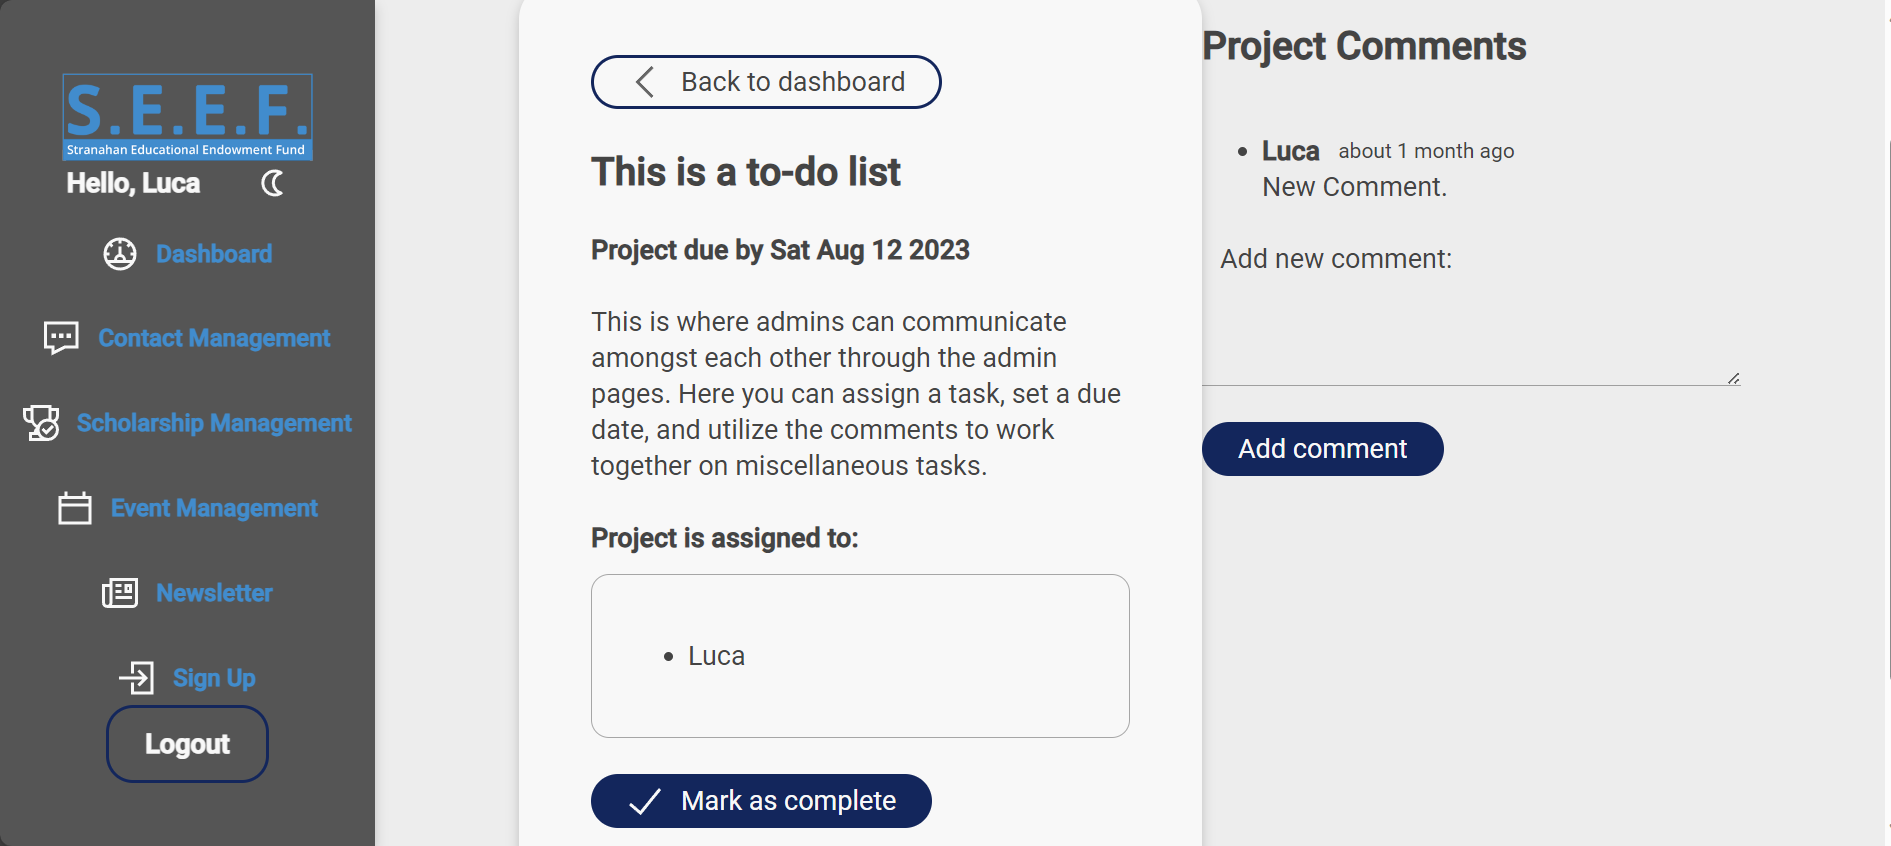 S.E.E.F.
Stranahan Educational Endowment Fund
Hello, Luca
Dashboard
Contact Management
Scholarship Management
Event Management
Newsletter
Sign Up
Logout
Back to dashboard
This is a to-do list
Project due by Sat Aug 12 2023
This is where admins can communicate
amongst each other through the admin
pages. Here you can assign a task, set a due
date, and utilize the comments to work
together on miscellaneous tasks.
Project is assigned to:
• Luca
Mark as complete
Project Comments
• Luca about 1 month ago
New Comment.
Add new comment:
Add comment